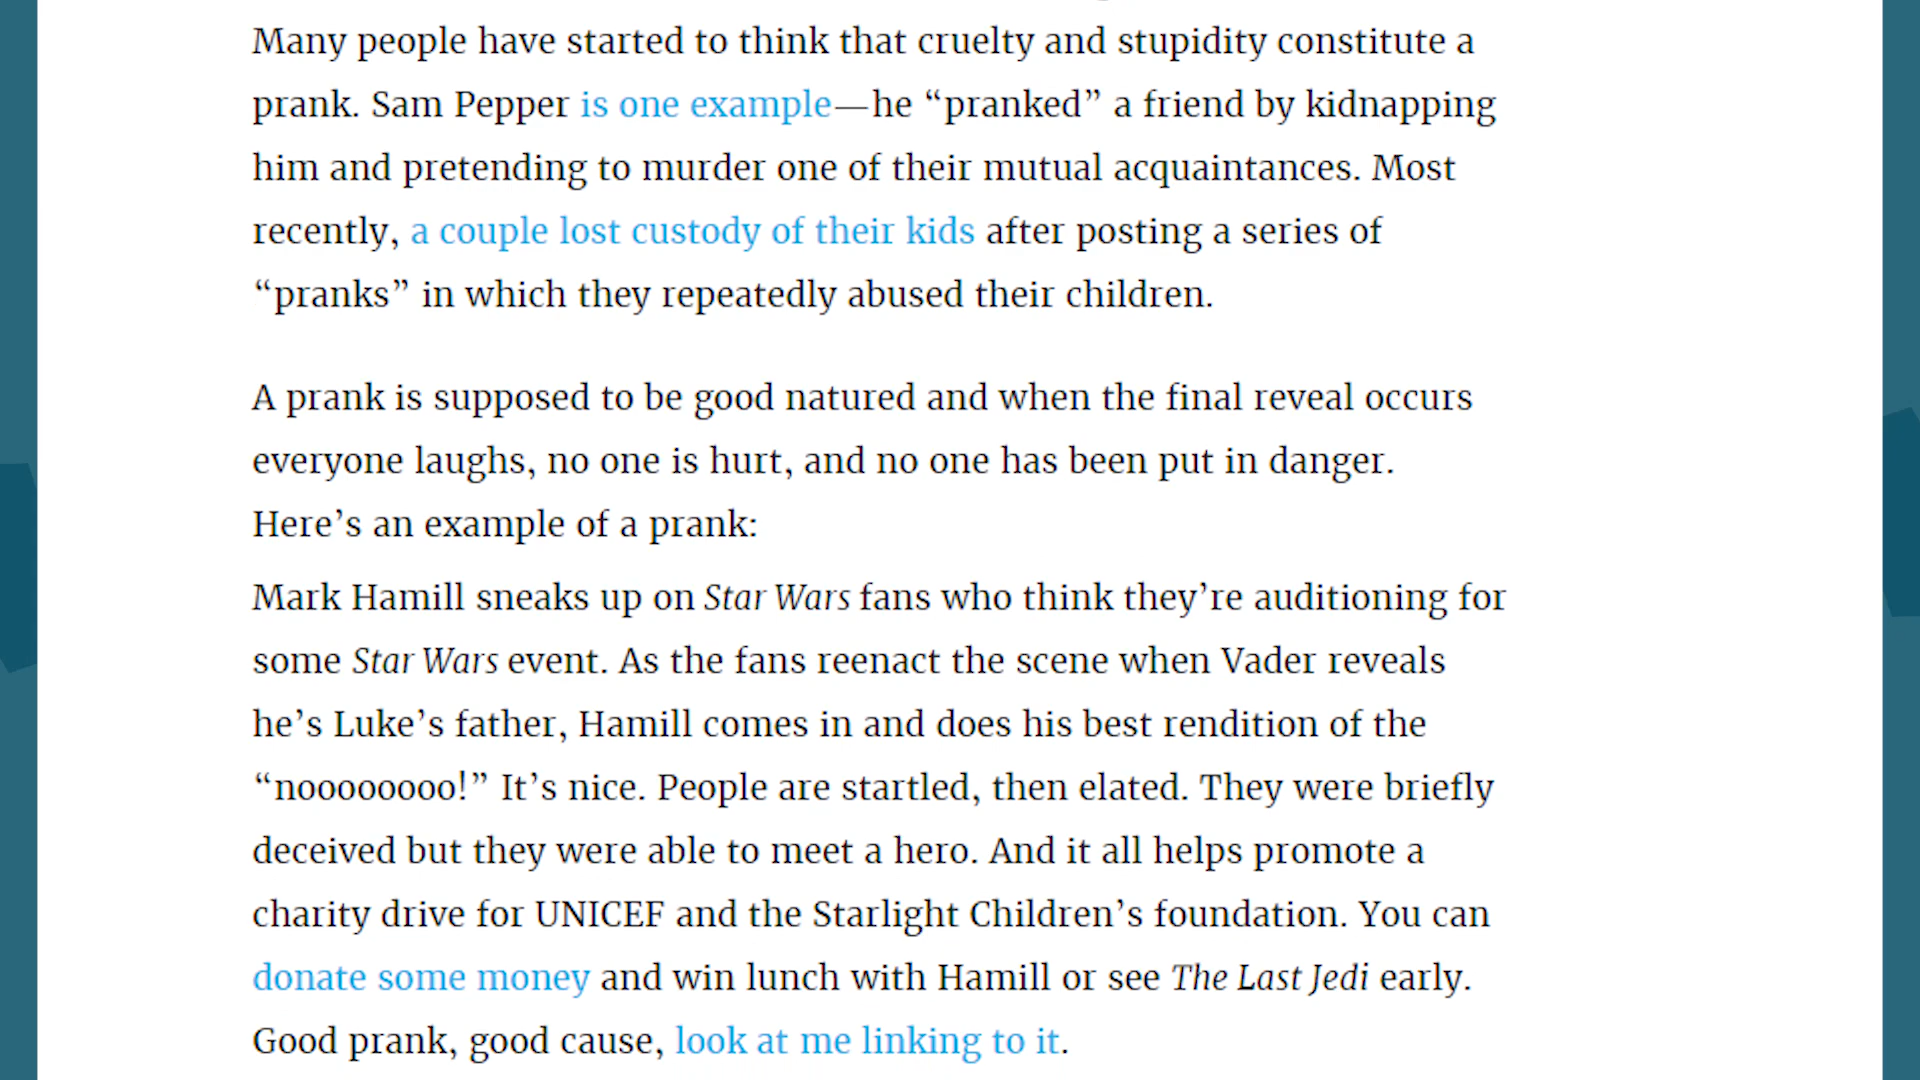 Many people have started to think that cruelty and stupidity constitute a
prank. Sam Pepper is one example—he “pranked” a friend by kidnapping
him and pretending to murder one of their mutual acquaintances. Most
recently, a couple lost custody of their kids after posting a series of
“pranks” in which they repeatedly abused their children.
A prank is supposed to be good natured and when the final reveal occurs
everyone laughs, no one is hurt, and no one has been put in danger.
Here’s an example of a prank:
Mark Hamill sneaks up on Star Wars fans who think they’re auditioning for
some Star Wars event. As the fans reenact the scene when Vader reveals
he’s Luke’s father, Hamill comes in and does his best rendition of the
“noooooooo!” It’s nice. People are startled, then elated. They were briefly
deceived but they were able to meet a hero. And it all helps promote a
charity drive for UNICEF and the Starlight Children’s foundation. You can
donate some money and win lunch with Hamill or see The Last Jedi early.
Good prank, good cause, look at me linking to it.